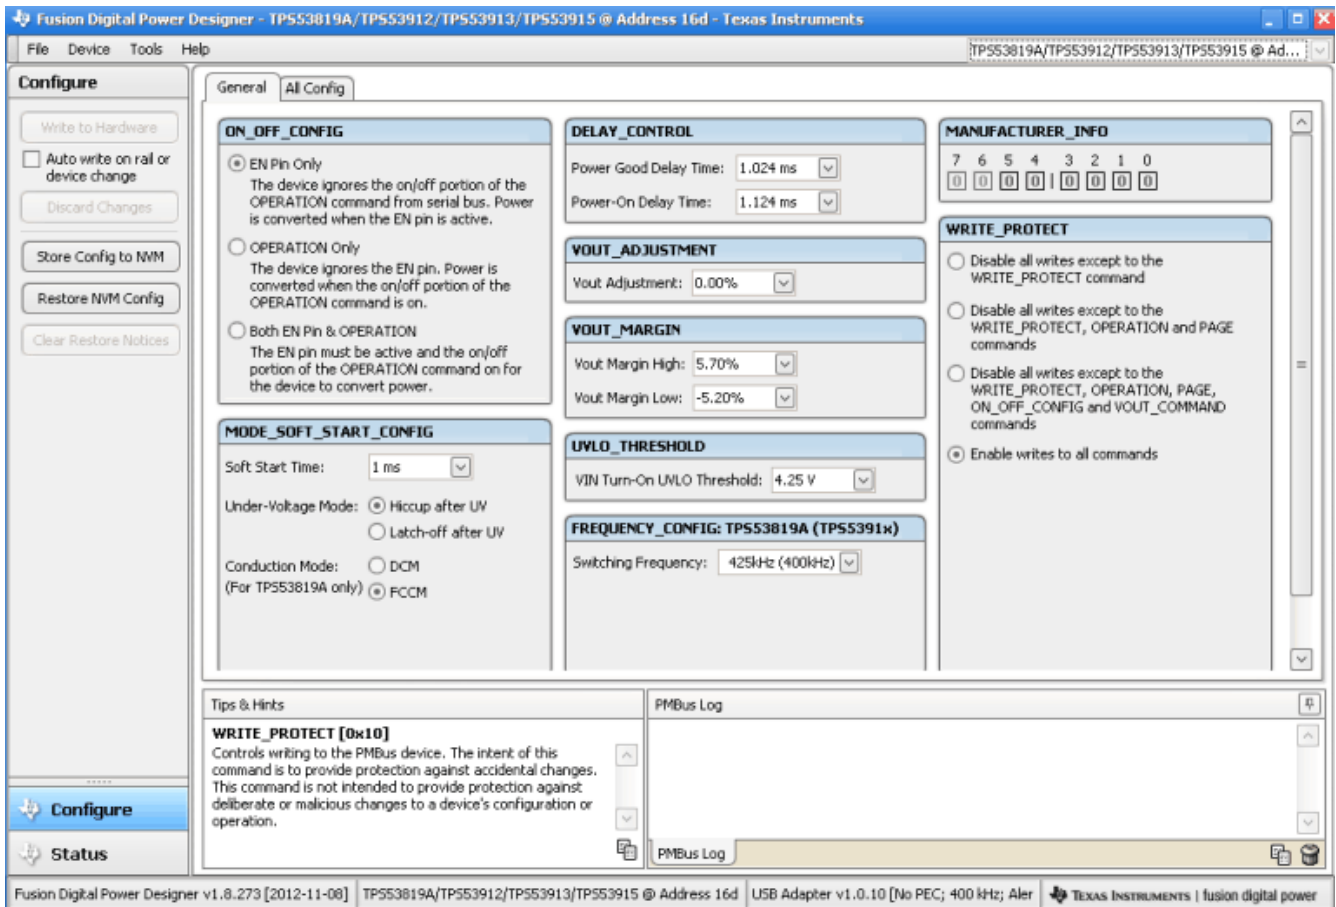 Fusion Digital Power Designer - TPS53819A/TPS53912/TPS53913/TPS53915 @ Address 16d - Texas Instruments
File Device Tools Help
TPS53819A/TPS53912/TPS53913/TPS53915 @ Ad...
Configure
Write to Hardware
Auto write on rail or
device change
Discard Changes
Store Config to NVM
Restore NVM Config
Clear Restore Notices
General
All Config
ON_OFF_CONFIG
EN Pin Only
The device ignores the on/off portion of the
OPERATION command from serial bus. Power
is converted when the EN pin is active.
OPERATION Only
The device ignores the EN pin. Power is
converted when the on/off portion of the
OPERATION command is on.
Both EN Pin & OPERATION
The EN pin must be active and the on/off
portion of the OPERATION command on for
the device to convert power.
MODE_SOFT_START_CONFIG
Soft Start Time: 1 ms
Under-Voltage Mode: Hiccup after UV
Latch-off after UV
Conduction Mode: DCM
(For TPS53819A only) FCCM
DELAY_CONTROL
Power Good Delay Time: 1.024 ms
Power-On Delay Time: 1.124 ms
VOUT_ADJUSTMENT
Vout Adjustment: 0.00%
VOUT_MARGIN
Vout Margin High: 5.70%
Vout Margin Low: -5.20%
UVLO_THRESHOLD
VIN Turn-On UVLO Threshold: 4.25 V
FREQUENCY_CONFIG: TPS53819A (TPS5391x)
Switching Frequency: 425kHz (400kHz)
MANUFACTURER_INFO
7 6 5 4 3 2 1 0
0 0 0 0 | 0 0 0 0
WRITE_PROTECT
Disable all writes except to the
WRITE_PROTECT command
Disable all writes except to the
WRITE_PROTECT, OPERATION and PAGE
commands
Disable all writes except to the
WRITE_PROTECT, OPERATION, PAGE,
ON_OFF_CONFIG and VOUT_COMMAND
commands
Enable writes to all commands
Tips & Hints
WRITE_PROTECT [0x10]
Controls writing to the PMBus device. The intent of this
command is to provide protection against accidental changes.
This command is not intended to provide protection against
deliberate or malicious changes to a device's configuration or
operation.
PMBus Log
PMBus Log
Configure
Status
Fusion Digital Power Designer v1.8.273 [2012-11-08]
TPS53819A/TPS53912/TPS53913/TPS53915 @ Address 16d
USB Adapter v1.0.10 [No PEC; 400 kHz; Aler
TEXAS INSTRUMENTS | fusion digital power